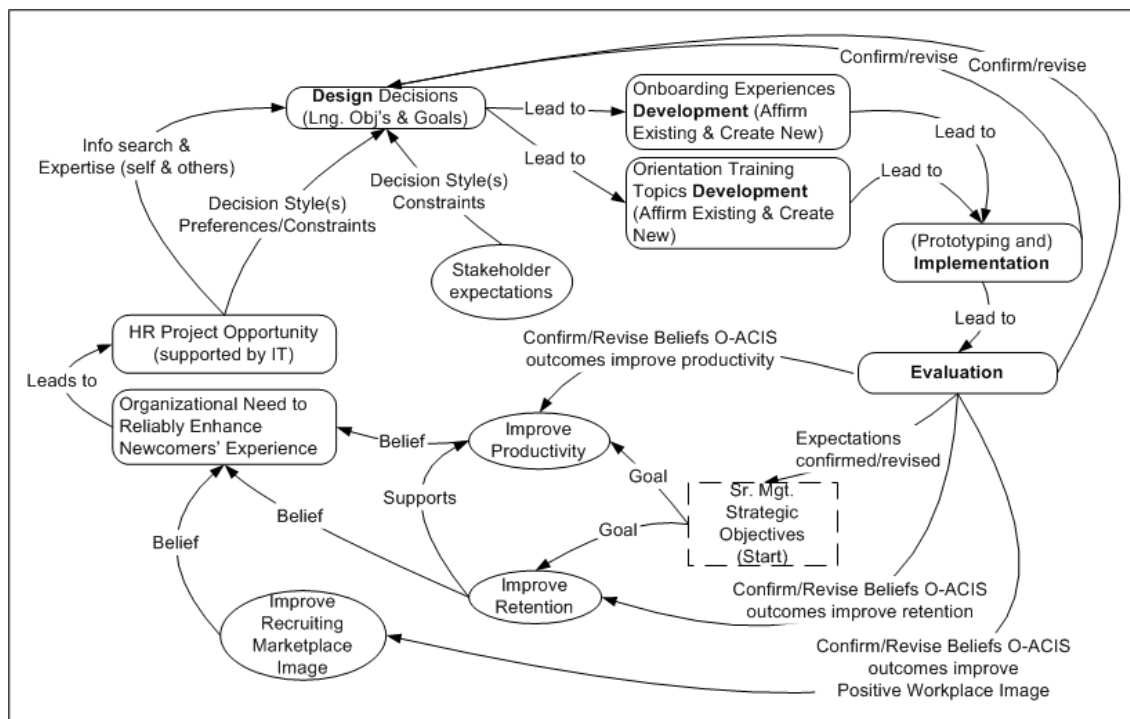 Confirm/revise
Confirm/revise
Design Decisions
(Lng. Obj's & Goals)
Lead to
Onboarding Experiences
Development (Affirm
Existing & Create New)
Lead to
Info search &
Expertise (self & others)
Lead to
Orientation Training
Topics Development
(Affirm Existing & Create
New)
Lead to
Decision Style(s)
Constraints
Decision Style(s)
Preferences/Constraints
(Prototyping and)
Implementation
Stakeholder
expectations
Lead to
HR Project Opportunity
(supported by IT)
Confirm/Revise Beliefs O-ACIS
outcomes improve productivity
Evaluation
Leads to
Organizational Need to
Reliably Enhance
Newcomers' Experience
Belief
Improve
Productivity
Expectations
confirmed/revised
Goal
Supports
Sr. Mgt.
Strategic
Objectives
(Start)
Belief
Goal
Belief
Improve
Retention
Confirm/Revise Beliefs O-ACIS
outcomes improve retention
Improve
Recruiting
Marketplace
Image
Confirm/Revise Beliefs O-ACIS
outcomes improve
Positive Workplace Image